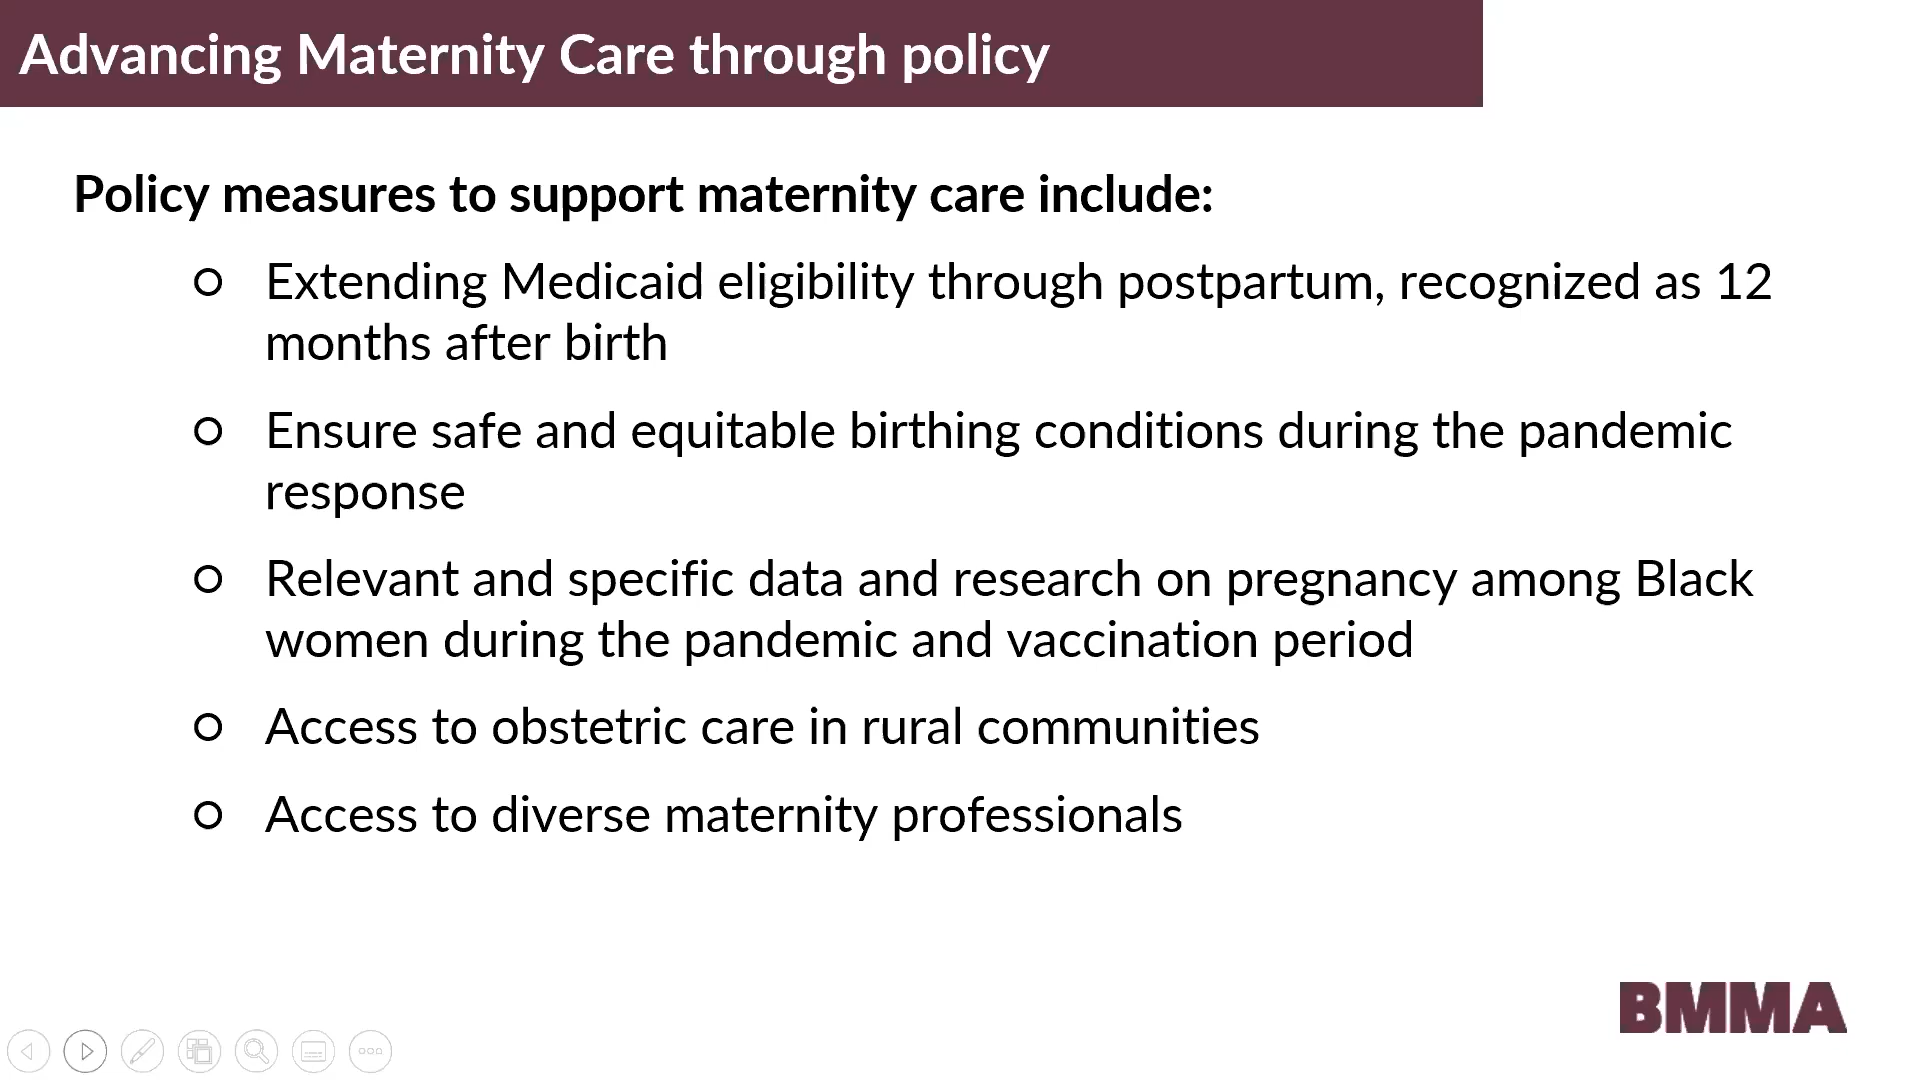 Advancing Maternity Care through policy
Policy measures to support maternity care include:
Extending Medicaid eligibility through postpartum, recognized as 12
months after birth
Ensure safe and equitable birthing conditions during the pandemic
response
Relevant and specific data and research on pregnancy among Black
women during the pandemic and vaccination period
Access to obstetric care in rural communities
Access to diverse maternity professionals
BMMA